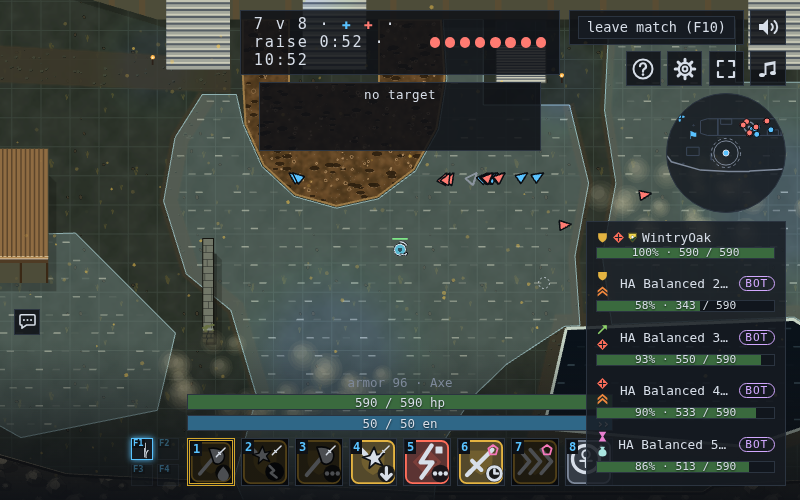 7 v 8 · + + ·
raise 0:52 ·
10:52
leave match (F10)
no target
WintryOak
100% · 590 / 590
HA Balanced 2… BOT
58% · 343 / 590
HA Balanced 3… BOT
93% · 550 / 590
HA Balanced 4… BOT
90% · 533 / 590
HA Balanced 5… BOT
86% · 513 / 590
armor 96 · Axe
590 / 590 hp
50 / 50 en
F1 F2
F3 F4
1 2 3 4 5 6 7 8